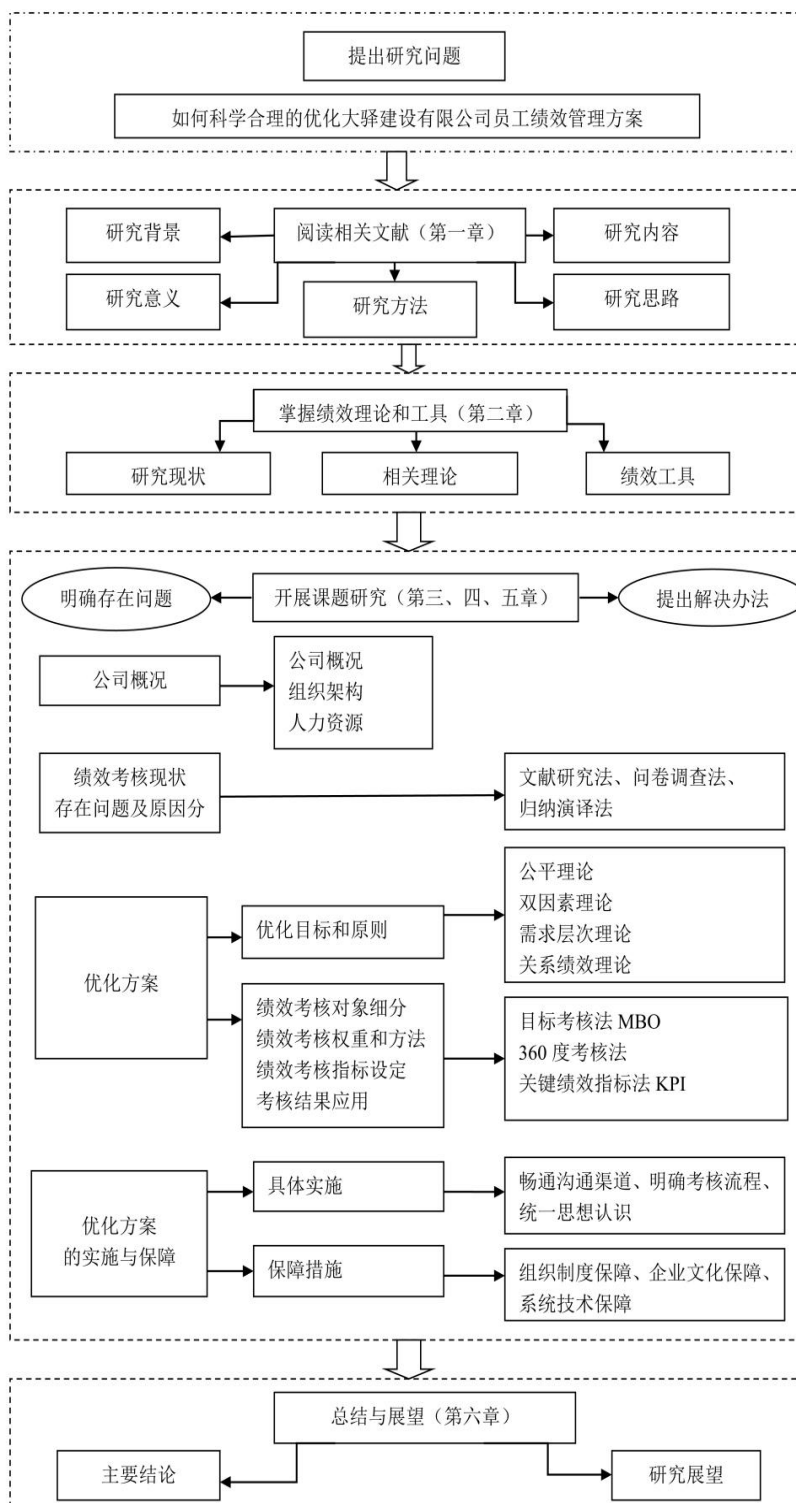 提出研究问题
如何科学合理的优化大驿建设有限公司员工绩效管理方案
研究背景
阅读相关文献（第一章）
研究内容
研究意义
研究方法
研究思路
掌握绩效理论和工具（第二章）
研究现状
相关理论
绩效工具
明确存在问题
开展课题研究（第三、四、五章）
提出解决办法
公司概况
公司概况
组织架构
人力资源
绩效考核现状
存在问题及原因分
文献研究法、问卷调查法、
归纳演译法
优化方案
优化目标和原则
公平理论
双因素理论
需求层次理论
关系绩效理论
绩效考核对象细分
绩效考核权重和方法
绩效考核指标设定
考核结果应用
目标考核法 MBO
360 度考核法
关键绩效指标法 KPI
优化方案
的实施与保障
具体实施
畅通沟通渠道、明确考核流程、
统一思想认识
保障措施
组织制度保障、企业文化保障、
系统技术保障
总结与展望（第六章）
主要结论
研究展望